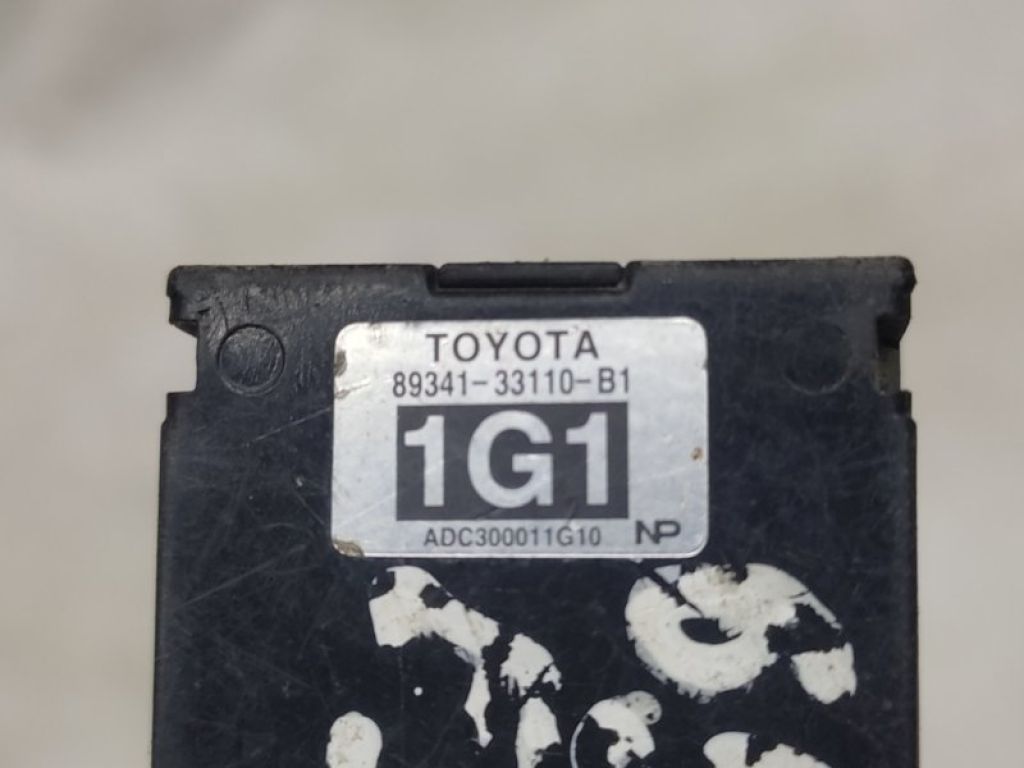 TOYOTA
89341-33110-B1
1G1
ADC300011G10 NP